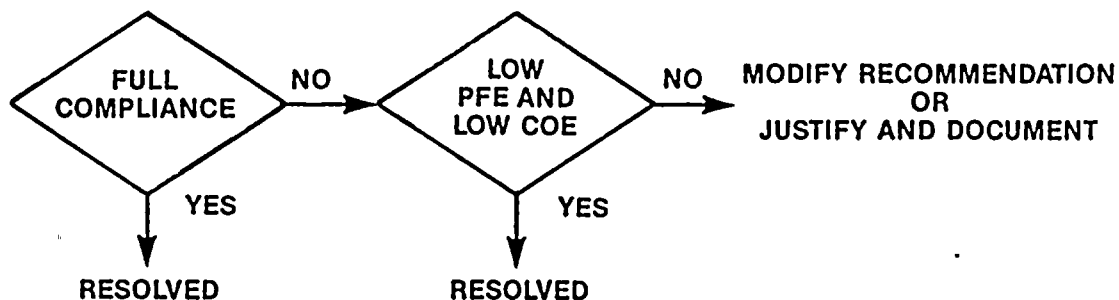 FULL
COMPLIANCE
NO
LOW
PFE AND
LOW COE
NO
MODIFY RECOMMENDATION
OR
JUSTIFY AND DOCUMENT
YES
YES
RESOLVED
RESOLVED